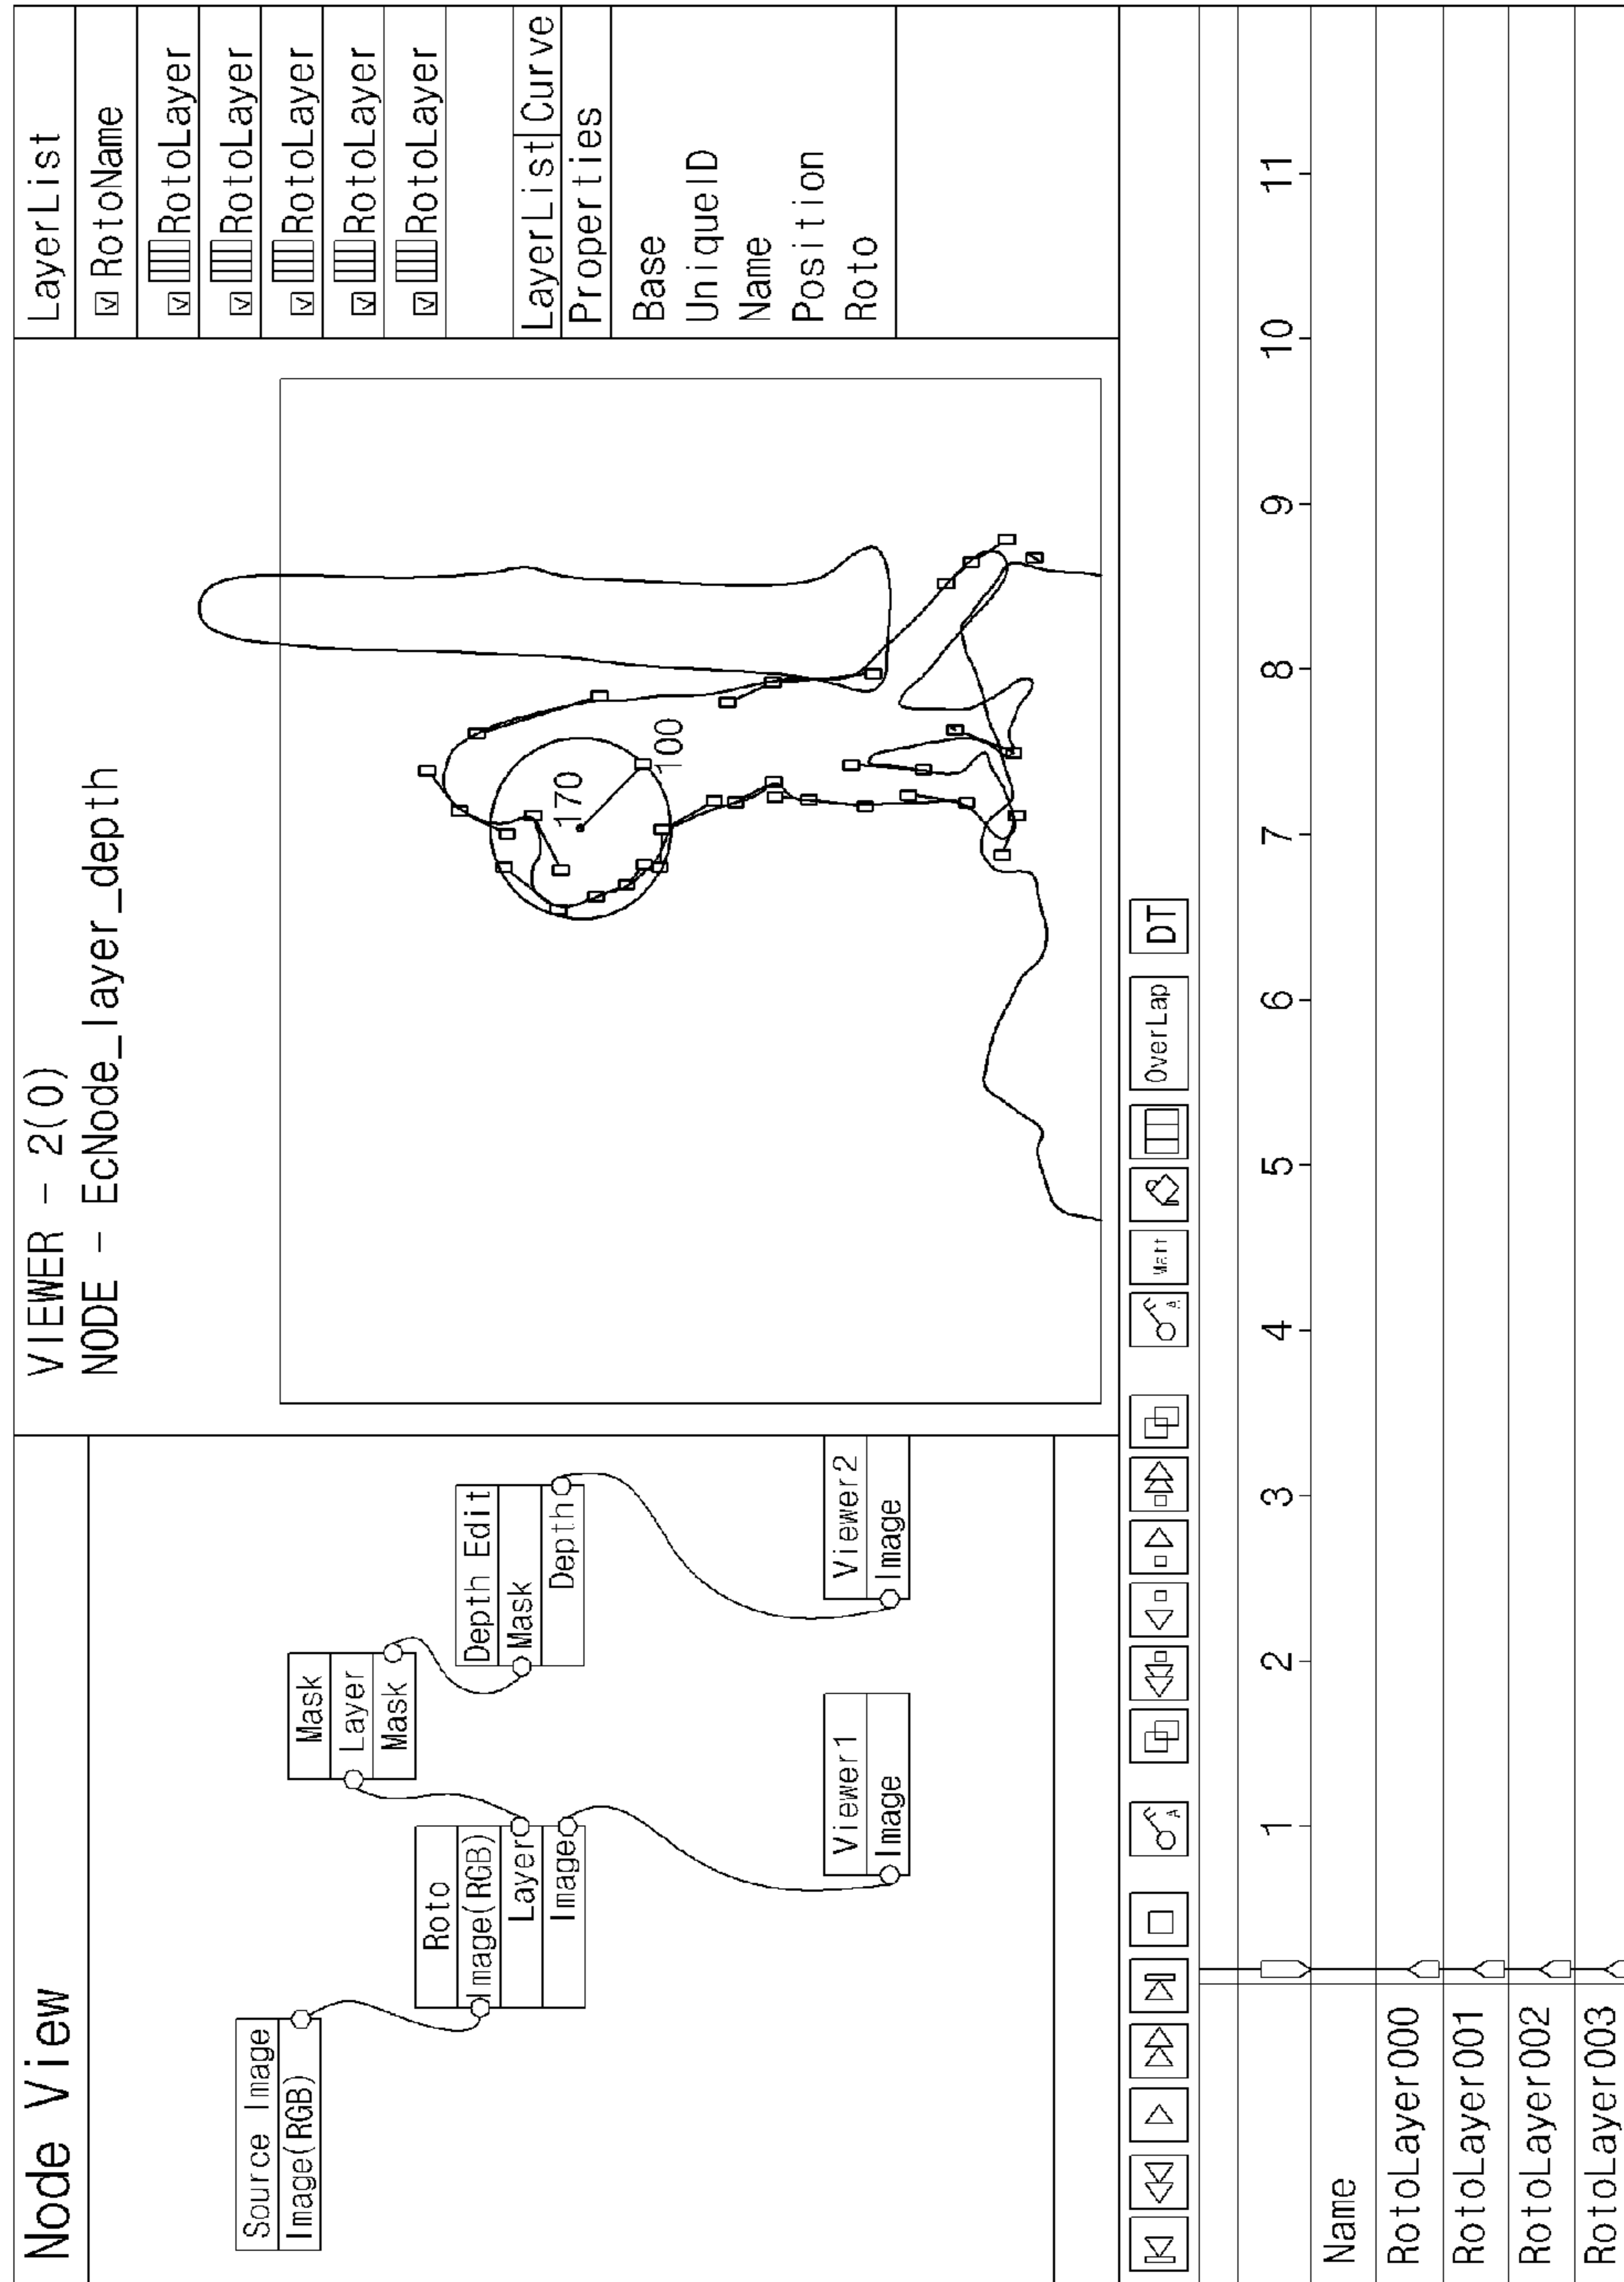 Node View
Source Image
Image(RGB)
Roto
Image(RGB)
Layer
Image
Mask
Layer
Mask
Depth Edit
Mask
Depth
Viewer1
Image
Viewer2
Image
VIEWER - 2(0)
NODE - EcNode_layer_depth
170
100
LayerList
RotoName
RotoLayer
RotoLayer
RotoLayer
RotoLayer
RotoLayer
LayerList Curve
Properties
Base
UniqueID
Name
Position
Roto
A
A
Matt
OverLap
DT
1 2 3 4 5 6 7 8 9 10 11
Name
RotoLayer000
RotoLayer001
RotoLayer002
RotoLayer003